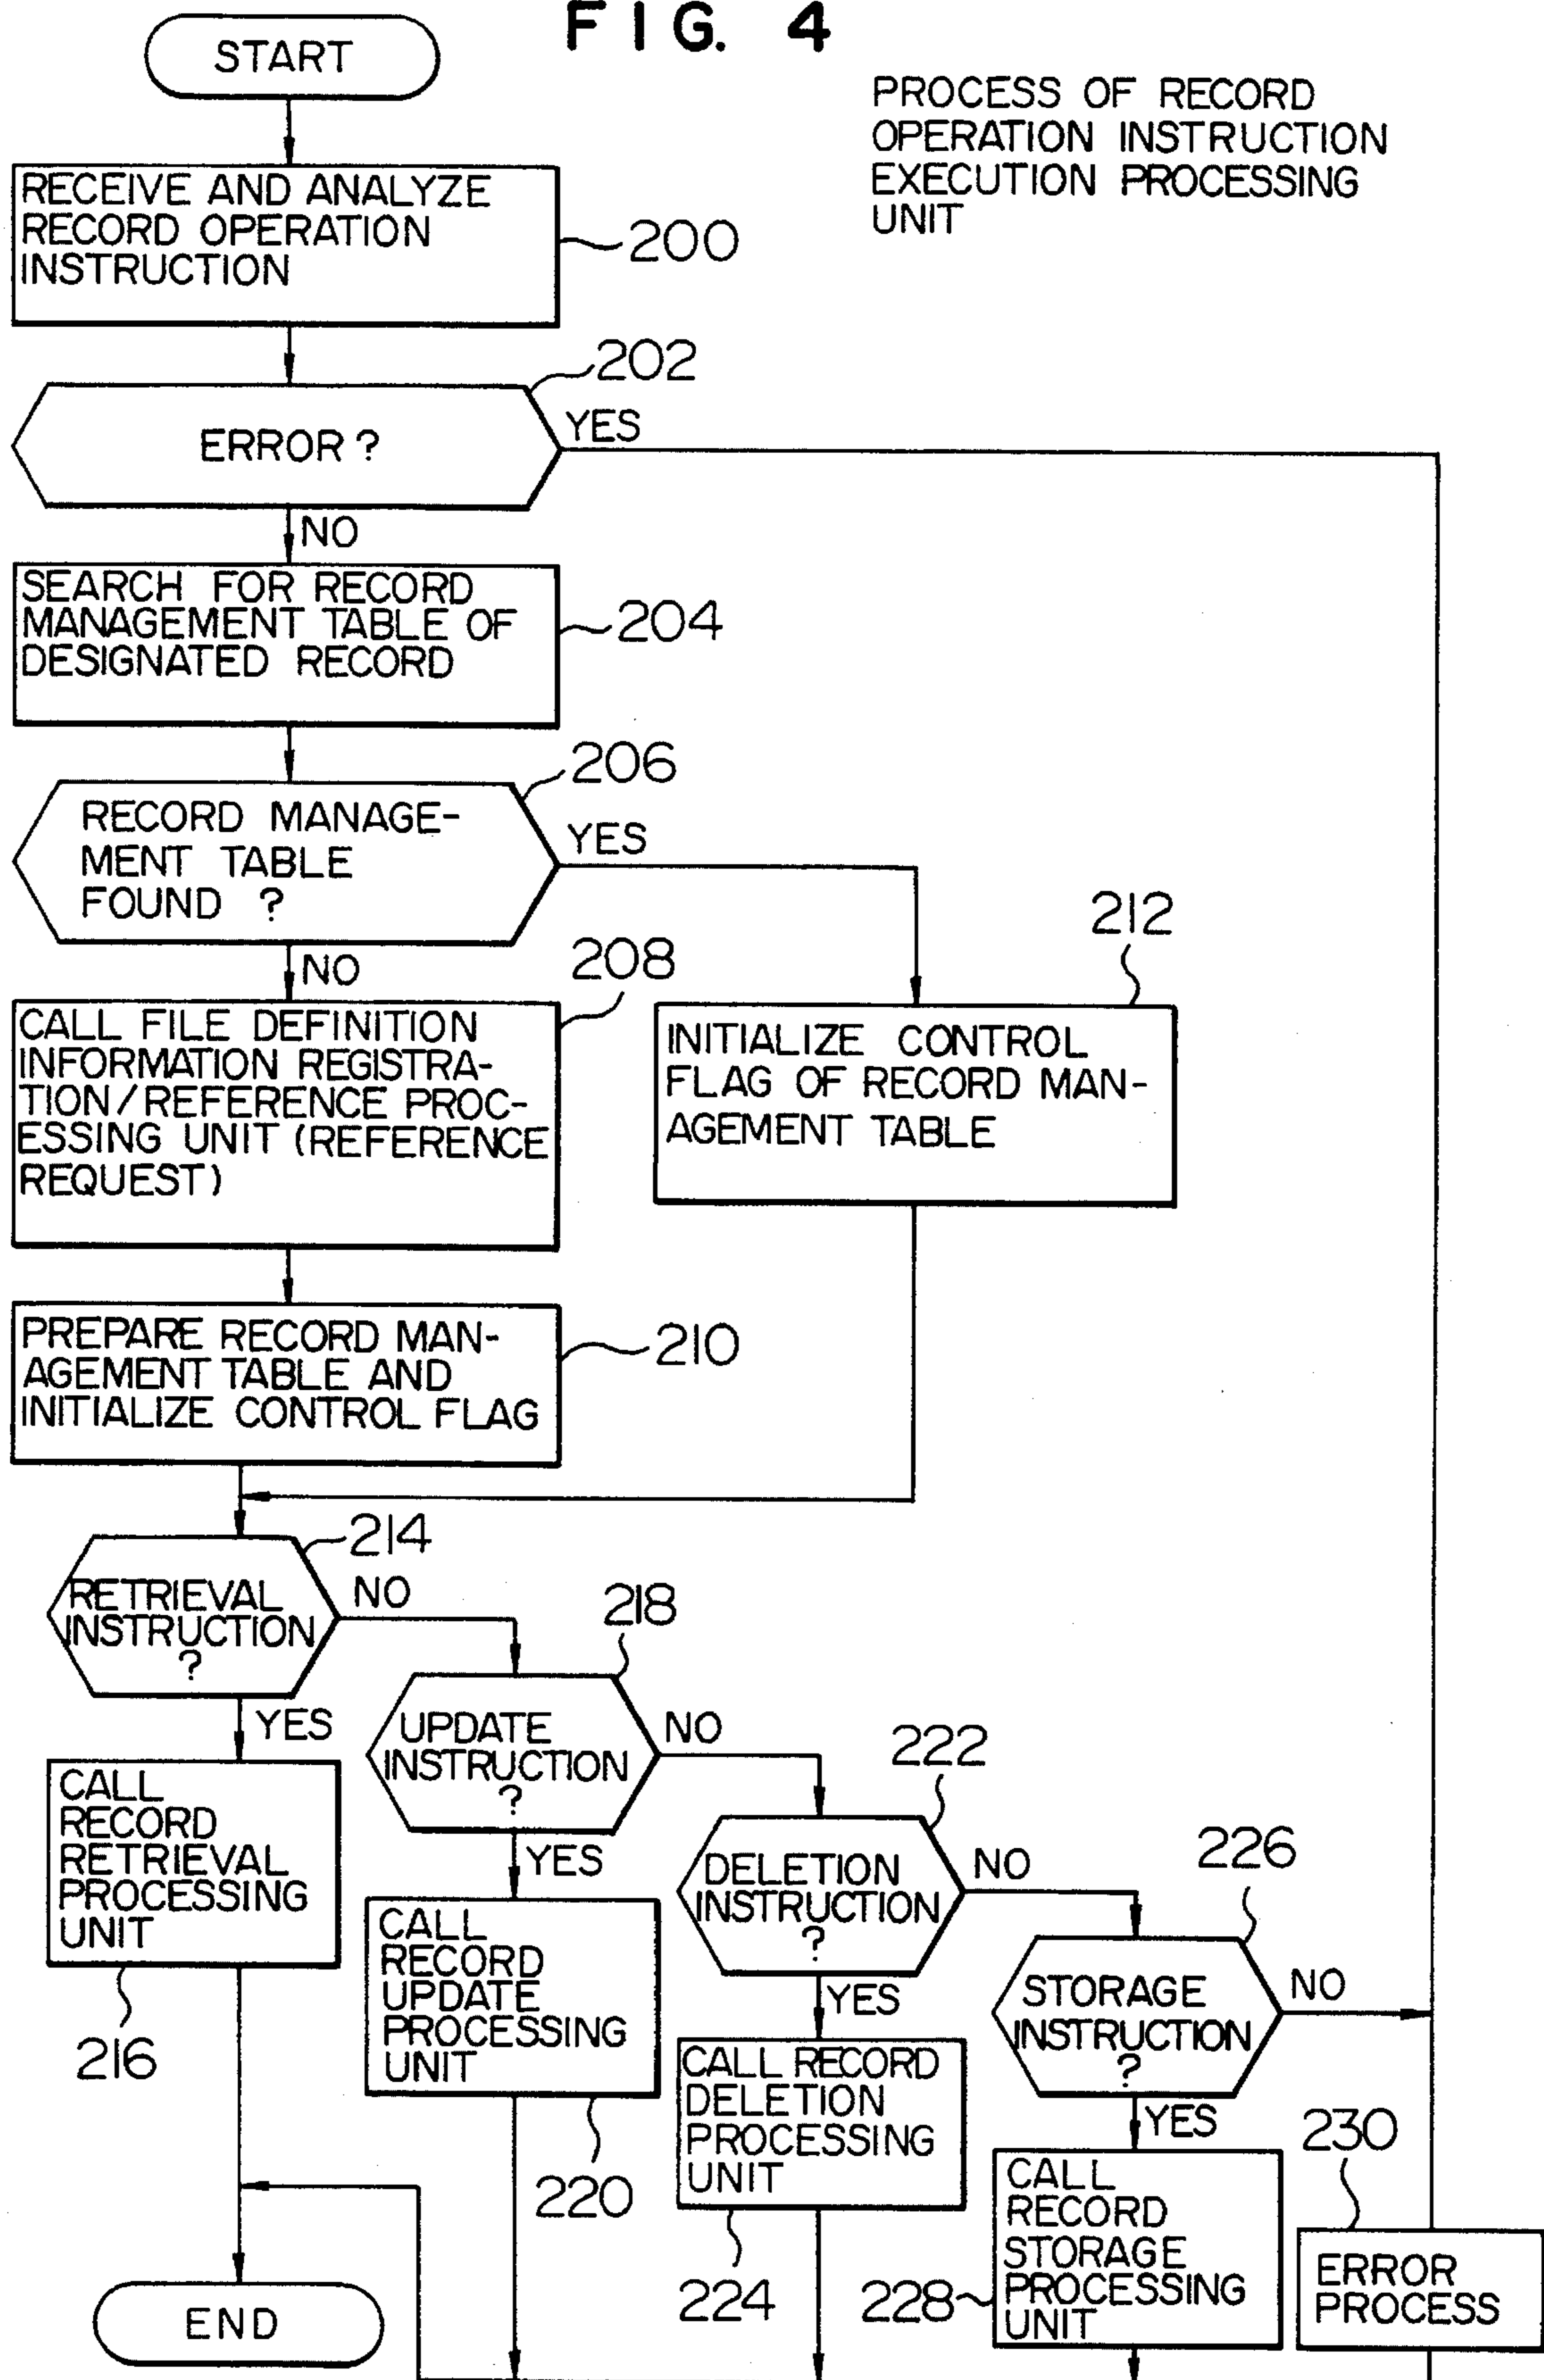 FIG. 4
START
PROCESS OF RECORD
OPERATION INSTRUCTION
EXECUTION PROCESSING
UNIT
RECEIVE AND ANALYZE
RECORD OPERATION
INSTRUCTION
200
202
ERROR?
YES
NO
SEARCH FOR RECORD
MANAGEMENT TABLE OF
DESIGNATED RECORD
204
206
RECORD MANAGE-
MENT TABLE
FOUND ?
YES
NO
208
212
CALL FILE DEFINITION
INFORMATION REGISTRA-
TION/REFERENCE PROC-
ESSING UNIT (REFERENCE
REQUEST)
INITIALIZE CONTROL
FLAG OF RECORD MAN-
AGEMENT TABLE
PREPARE RECORD MAN-
AGEMENT TABLE AND
INITIALIZE CONTROL FLAG
210
214
RETRIEVAL
INSTRUCTION
?
NO
YES
218
UPDATE
INSTRUCTION
?
NO
YES
222
DELETION
INSTRUCTION
?
NO
YES
226
STORAGE
INSTRUCTION
?
NO
YES
CALL
RECORD
RETRIEVAL
PROCESSING
UNIT
216
CALL
RECORD
UPDATE
PROCESSING
UNIT
220
CALL RECORD
DELETION
PROCESSING
UNIT
224
CALL
RECORD
STORAGE
PROCESSING
UNIT
228
230
ERROR
PROCESS
END